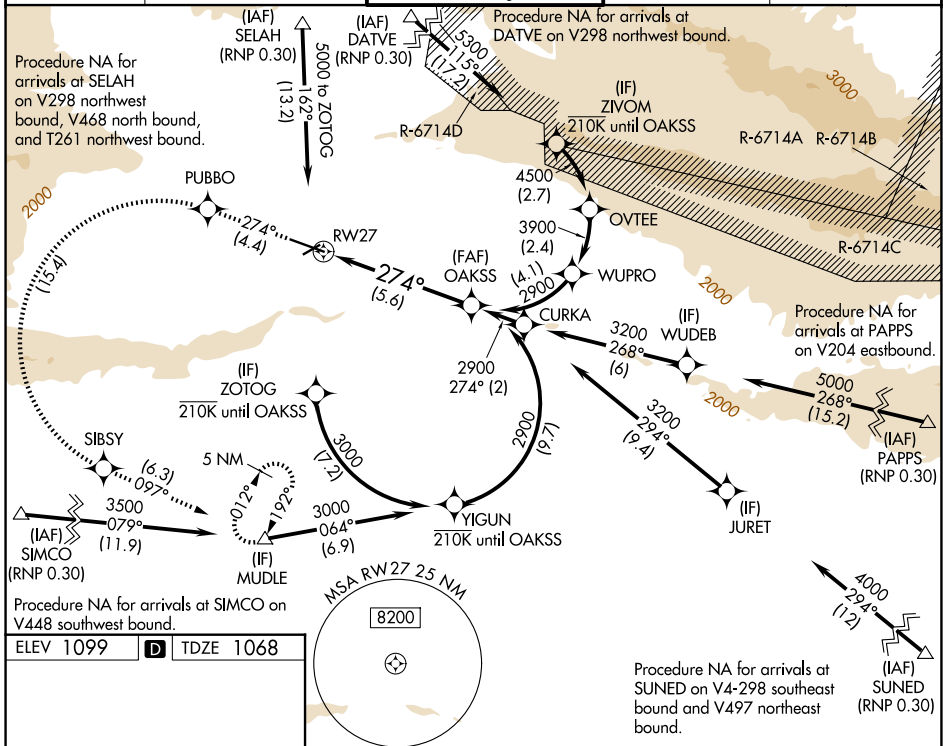 (IAF)
SELAH
(RNP 0.30)
(IAF)
DATVE
(RNP 0.30)
Procedure NA for arrivals at
DATVE on V298 northwest bound.
Procedure NA for
arrivals at SELAH
on V298 northwest
bound, V468 north bound,
and T261 northwest bound.
5000 to ZOTOG
162°
(13.2)
5300
115°
(17.2)
3000
(IF)
ZIVOM
210K until OAKSS
R-6714D
R-6714A
R-6714B
PUBBO
2000
4500
(2.7)
OVTEE
274°
(4.4)
RW27
3900
(2.4)
R-6714C
(15.4)
274°
(5.6)
(FAF)
OAKSS
(4.1)
2900
WUPRO
2000
CURKA
3200
268°
(6)
(IF)
WUDEB
Procedure NA for
arrivals at PAPPS
on V204 eastbound.
2900
274° (2)
(IF)
ZOTOG
210K until OAKSS
2000
5000
268°
(15.2)
(IAF)
PAPPS
(RNP 0.30)
3200
294°
(9.4)
2900
(9.7)
3000
(7.2)
SIBSY
(6.3)
097°
5 NM
012°
192°
(IF)
JURET
3500
079°
(11.9)
(IAF)
SIMCO
(RNP 0.30)
3000
064°
(6.9)
YIGUN
210K until OAKSS
(IF)
MUDLE
Procedure NA for arrivals at SIMCO on
V448 southwest bound.
MSA RW27 25 NM
8200
4000
294°
(12)
(IAF)
SUNED
(RNP 0.30)
ELEV 1099
D
TDZE 1068
Procedure NA for arrivals at
SUNED on V4-298 southeast
bound and V497 northeast
bound.